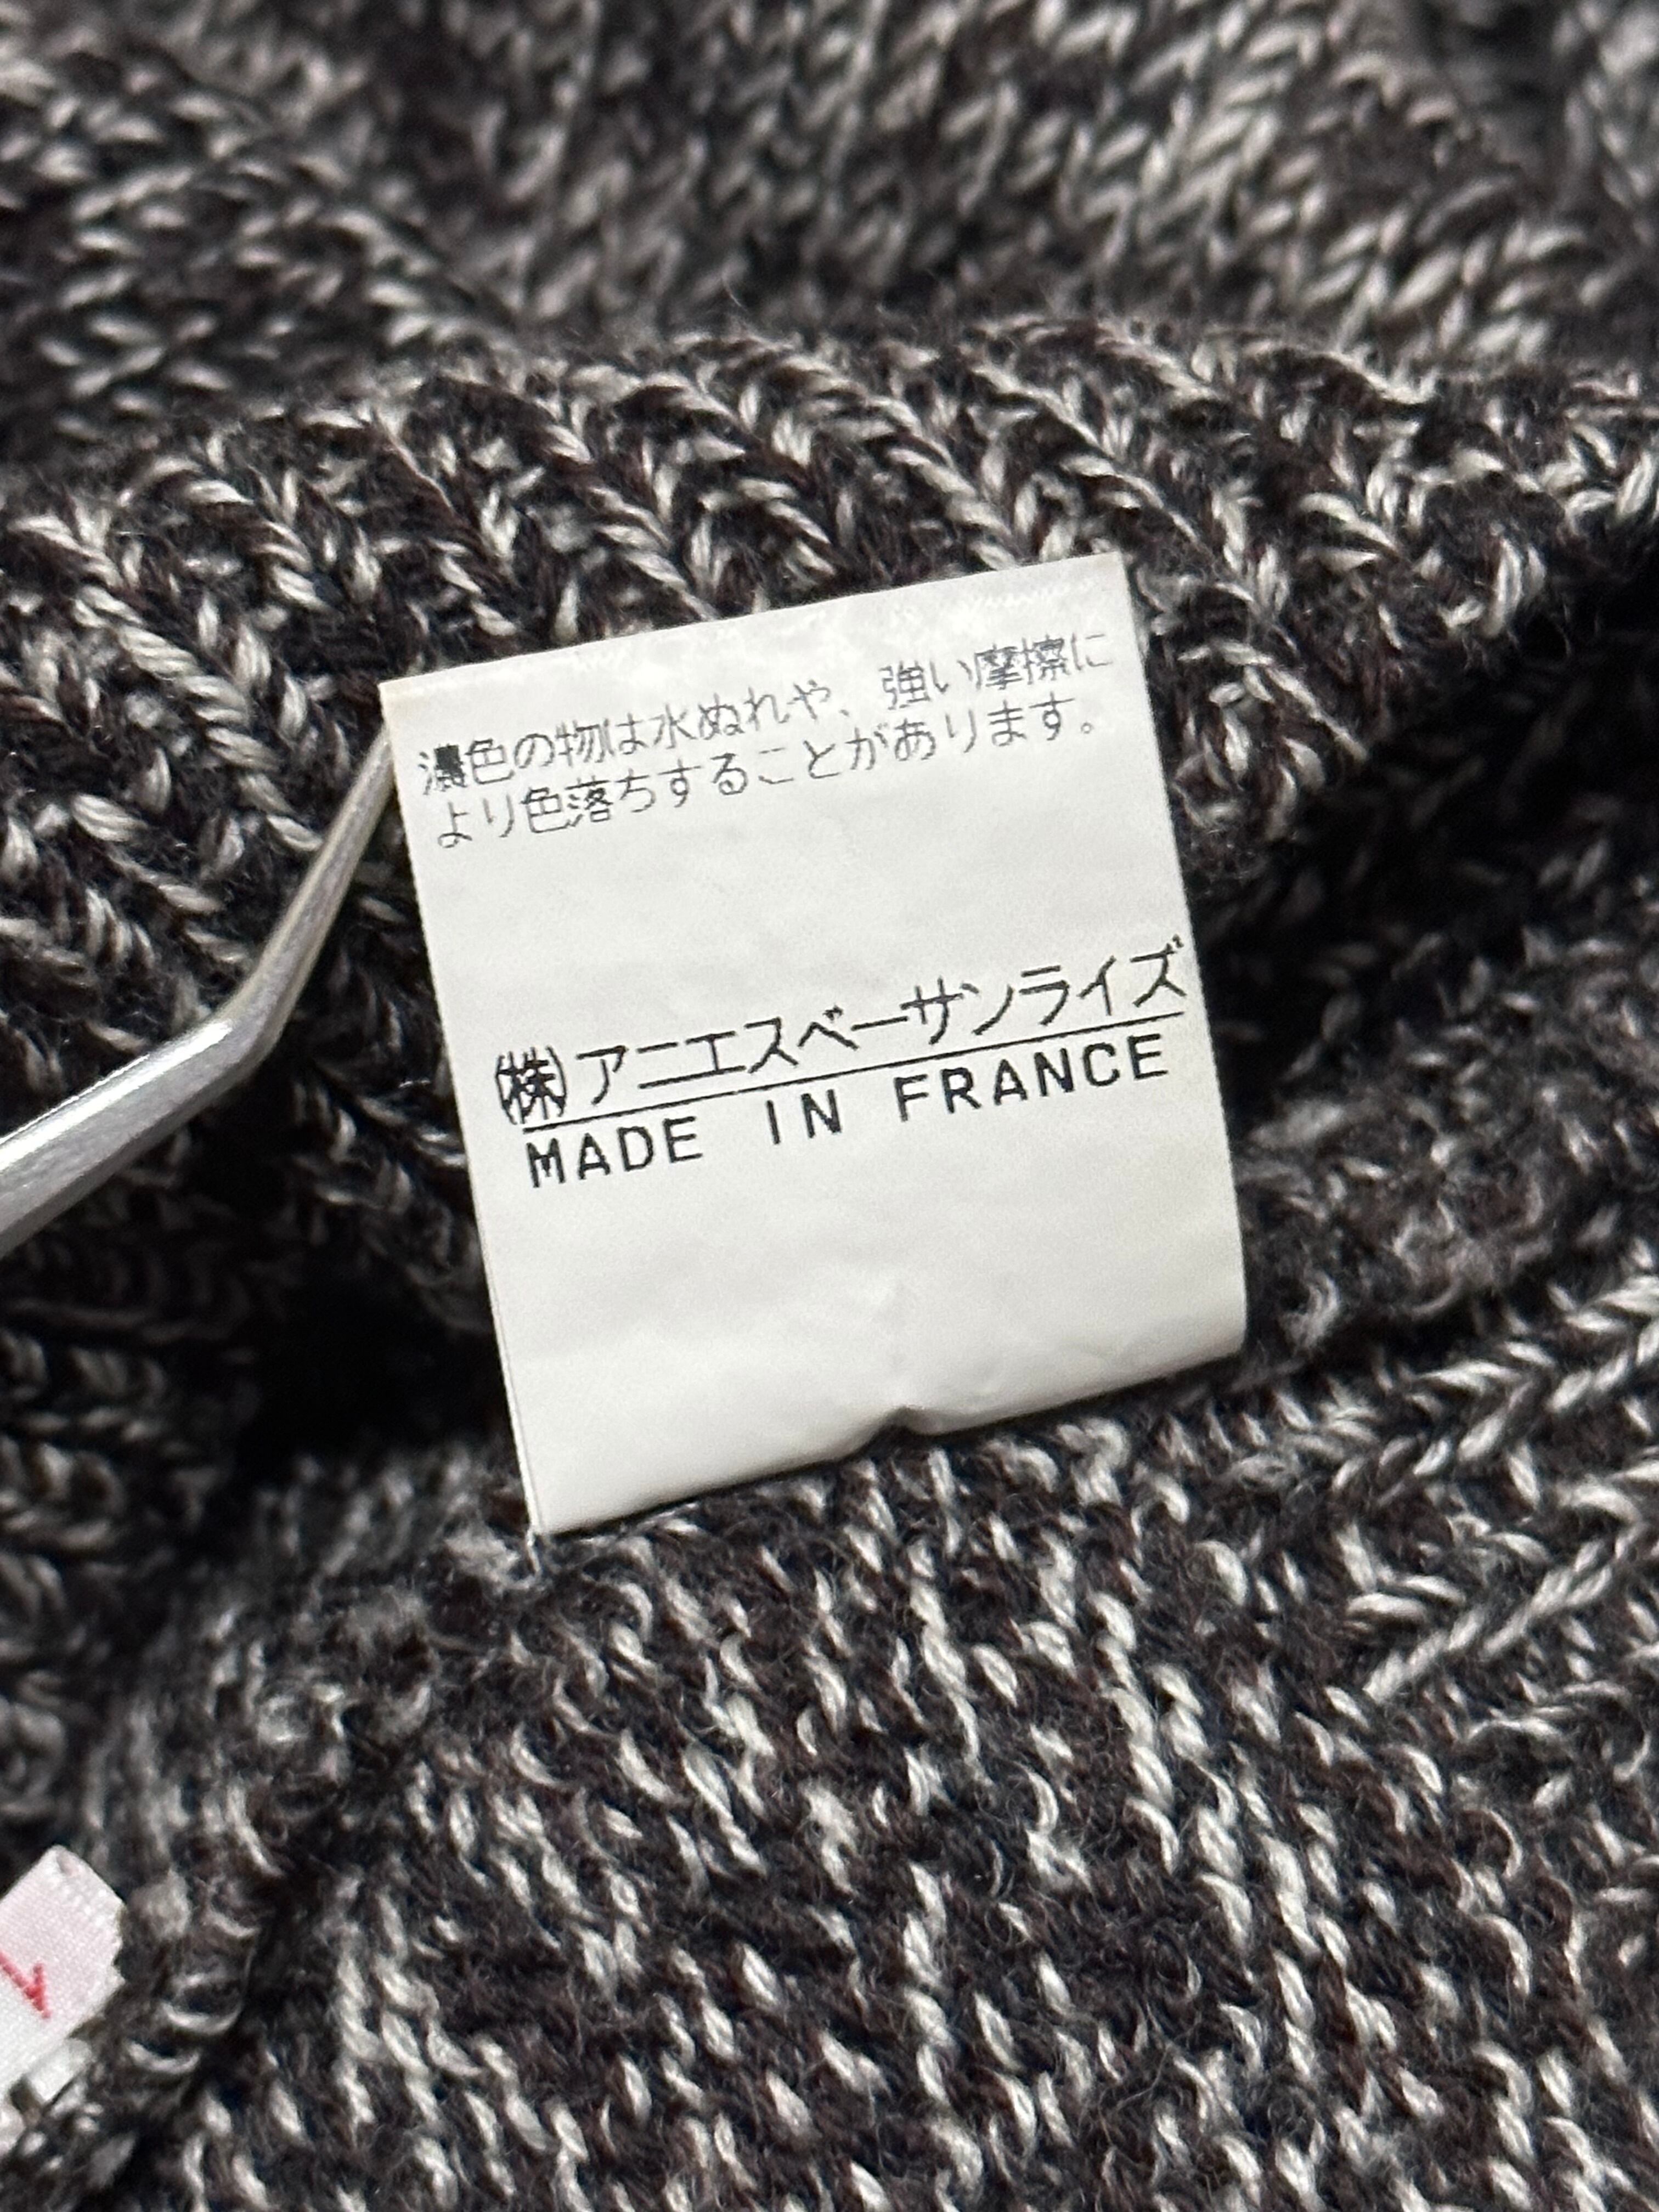 濃色の物は水ぬれや、強い摩擦に
より色落ちすることがあります。
㈱アニエスベーサンライズ
MADE IN FRANCE